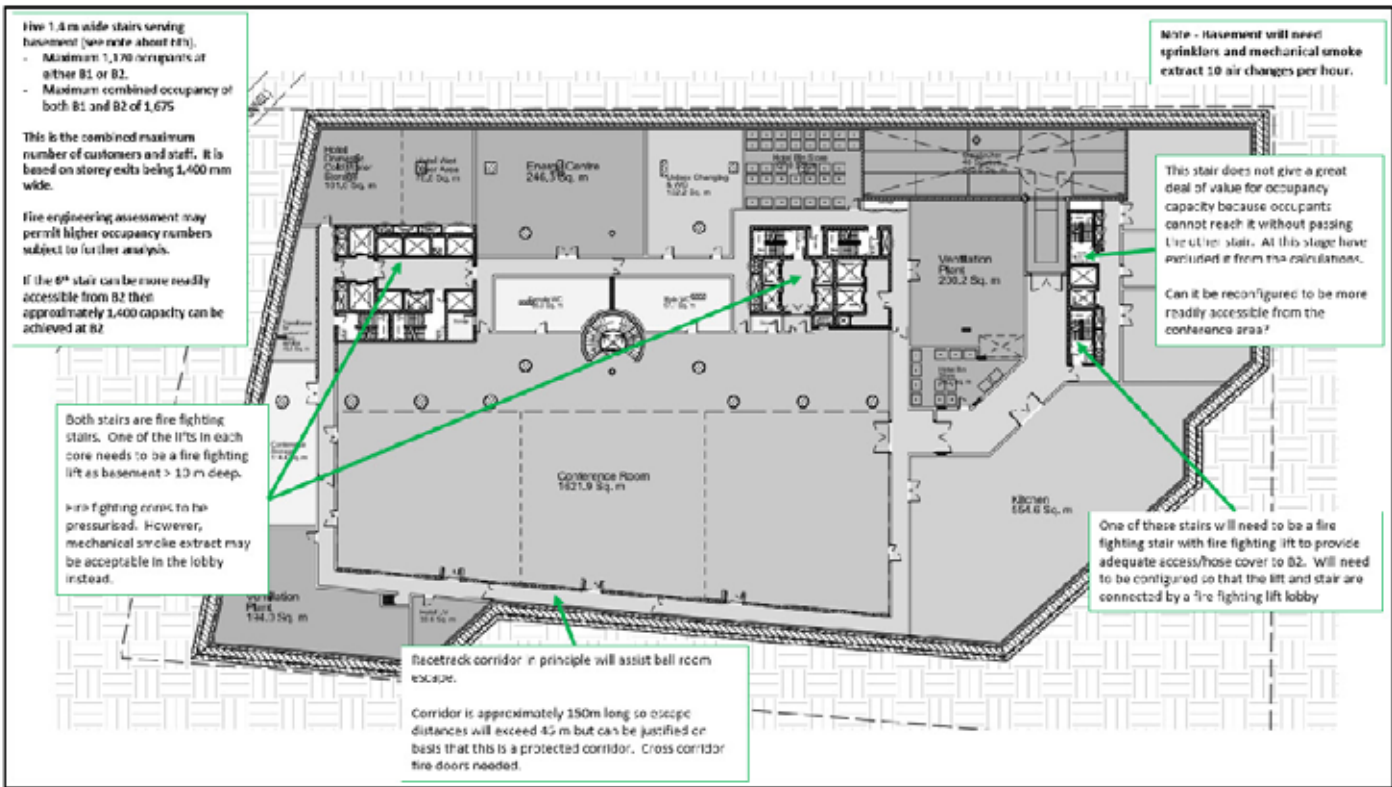 Five 1.4 m wide stairs serving
basement (see note about 6th).
- Maximum 1,170 occupants at
either B1 or B2.
- Maximum combined occupancy of
both B1 and B2 of 1,675
This is the combined maximum
number of customers and staff. It is
based on storey exits being 1,400 mm
wide.
Fire engineering assessment may
permit higher occupancy numbers
subject to further analysis.
If the 6th stair can be more readily
accessible from B2 then
approximately 1,400 capacity can be
achieved at B2
Note - Basement will need
sprinklers and mechanical smoke
extract 10 air changes per hour.
This stair does not give a great
deal of value for occupancy
capacity because occupants
cannot reach it without passing
the other stair. At this stage have
excluded it from the calculations.
Can it be reconfigured to be more
readily accessible from the
conference area?
Hotel
Energy Centre
246.3 Sq. m
Unisex Changing
& WC
Hotel Bin Store
Ventilation
Plant
Both stairs are fire fighting
stairs. One of the lifts in each
core needs to be a fire fighting
lift as basement > 10 m deep.
Fire fighting cores to be
pressurised. However,
mechanical smoke extract may
be acceptable in the lobby
instead.
Conference Room
1621.9 Sq. m
Kitchen
554.6 Sq. m
One of these stairs will need to be a fire
fighting stair with fire fighting lift to provide
adequate access/hose cover to B2. Will need
to be configured so that the lift and stair are
connected by a fire fighting lift lobby
Ventilation
Plant
194.3 Sq. m
Racetrack corridor in principle will assist ball room
escape.
Corridor is approximately 150m long so escape
distances will exceed 45 m but can be justified on
basis that this is a protected corridor. Cross corridor
fire doors needed.